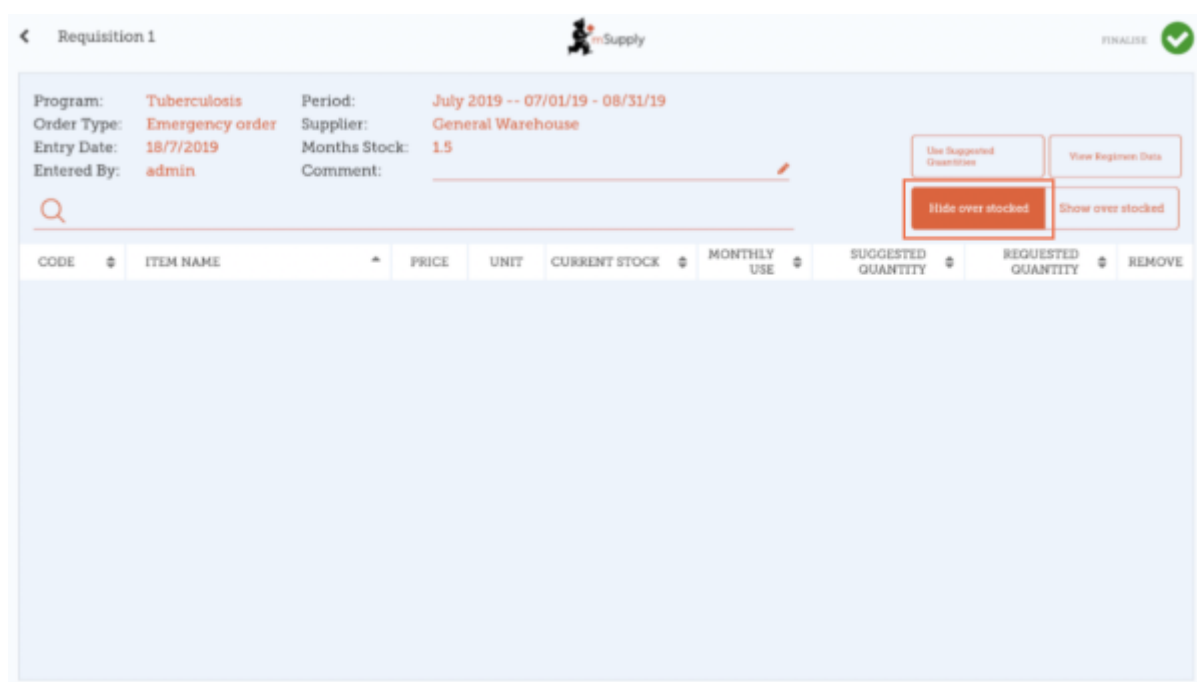 Requisition 1
mSupply
FINALISE
Program: Tuberculosis Period: July 2019 -- 07/01/19 - 08/31/19
Order Type: Emergency order Supplier: General Warehouse
Entry Date: 18/7/2019 Months Stock: 1.5
Entered By: admin Comment:
Use Suggested
Quantities
View Regimen Data
Hide over stocked Show over stocked
CODE ITEM NAME PRICE UNIT CURRENT STOCK MONTHLY USE SUGGESTED QUANTITY REQUESTED QUANTITY REMOVE